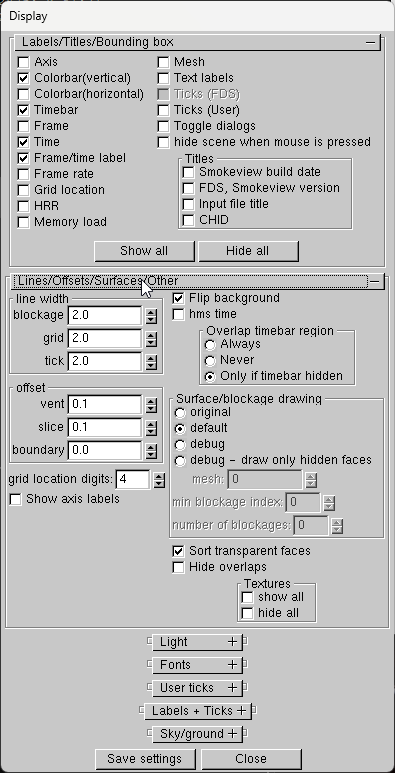 Display
Labels/Titles/Bounding box
Axis
Colorbar(vertical)
Colorbar(horizontal)
Timebar
Frame
Time
Frame/time label
Frame rate
Grid location
HRR
Memory load
Mesh
Text labels
Ticks (FDS)
Ticks (User)
Toggle dialogs
hide scene when mouse is pressed
Titles
Smokeview build date
FDS, Smokeview version
Input file title
CHID
Show all
Hide all
Lines/Offsets/Surfaces/Other
line width
blockage 2.0
grid 2.0
tick 2.0
offset
vent 0.1
slice 0.1
boundary 0.0
grid location digits: 4
Show axis labels
Flip background
hms time
Overlap timebar region
Always
Never
Only if timebar hidden
Surface/blockage drawing
original
default
debug
debug - draw only hidden faces
mesh: 0
min blockage index: 0
number of blockages: 0
Sort transparent faces
Hide overlaps
Textures
show all
hide all
Light +
Fonts +
User ticks +
Labels + Ticks +
Sky/ground +
Save settings
Close